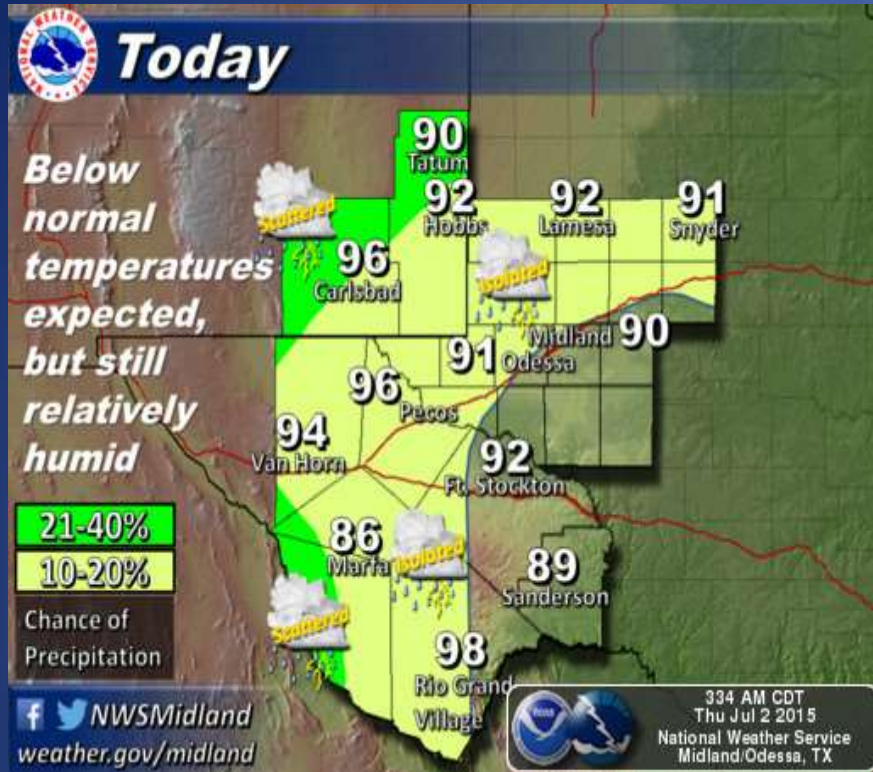 NATIONAL WEATHER SERVICE
Today
Below
normal
temperatures
expected,
but still
relatively
humid
90
Tatum
Scattered
92
Hobbs
92
Lamesa
91
Snyder
96
Carlsbad
Isolated
Midland 90
91 Odessa
96
Pecos
94
Van Horn
92
Ft. Stockton
86
Marfa
Isolated
89
Sanderson
Scattered
98
Rio Grand
Village
21-40%
10-20%
Chance of
Precipitation
NWSMidland
weather.gov/midland
noaa
334 AM CDT
Thu Jul 2 2015
National Weather Service
Midland/Odessa, TX